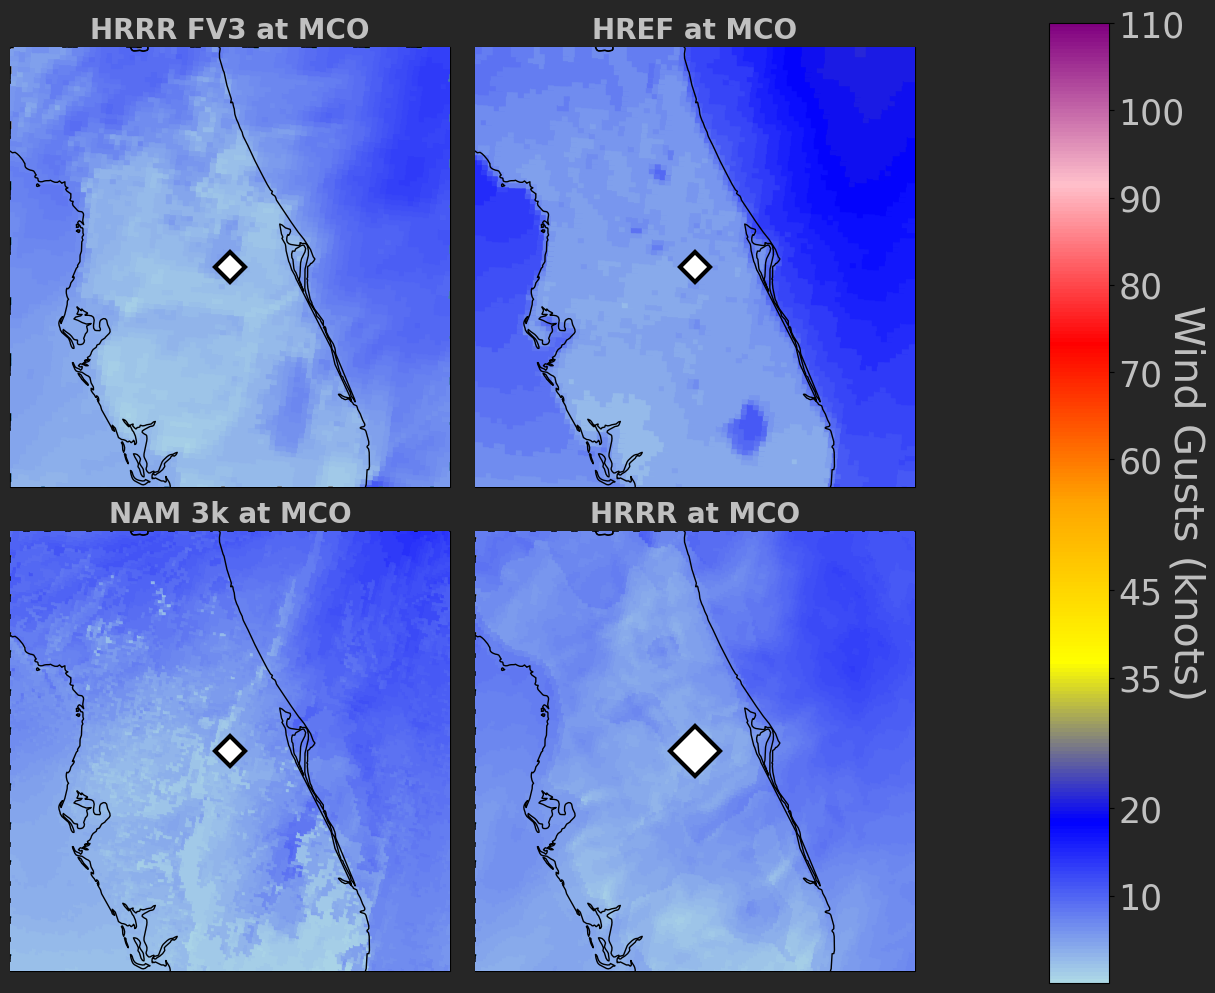 HRRR FV3 at MCO
HREF at MCO
NAM 3k at MCO
HRRR at MCO
110
100
90
80
70
60
45
35
20
10
Wind Gusts (knots)